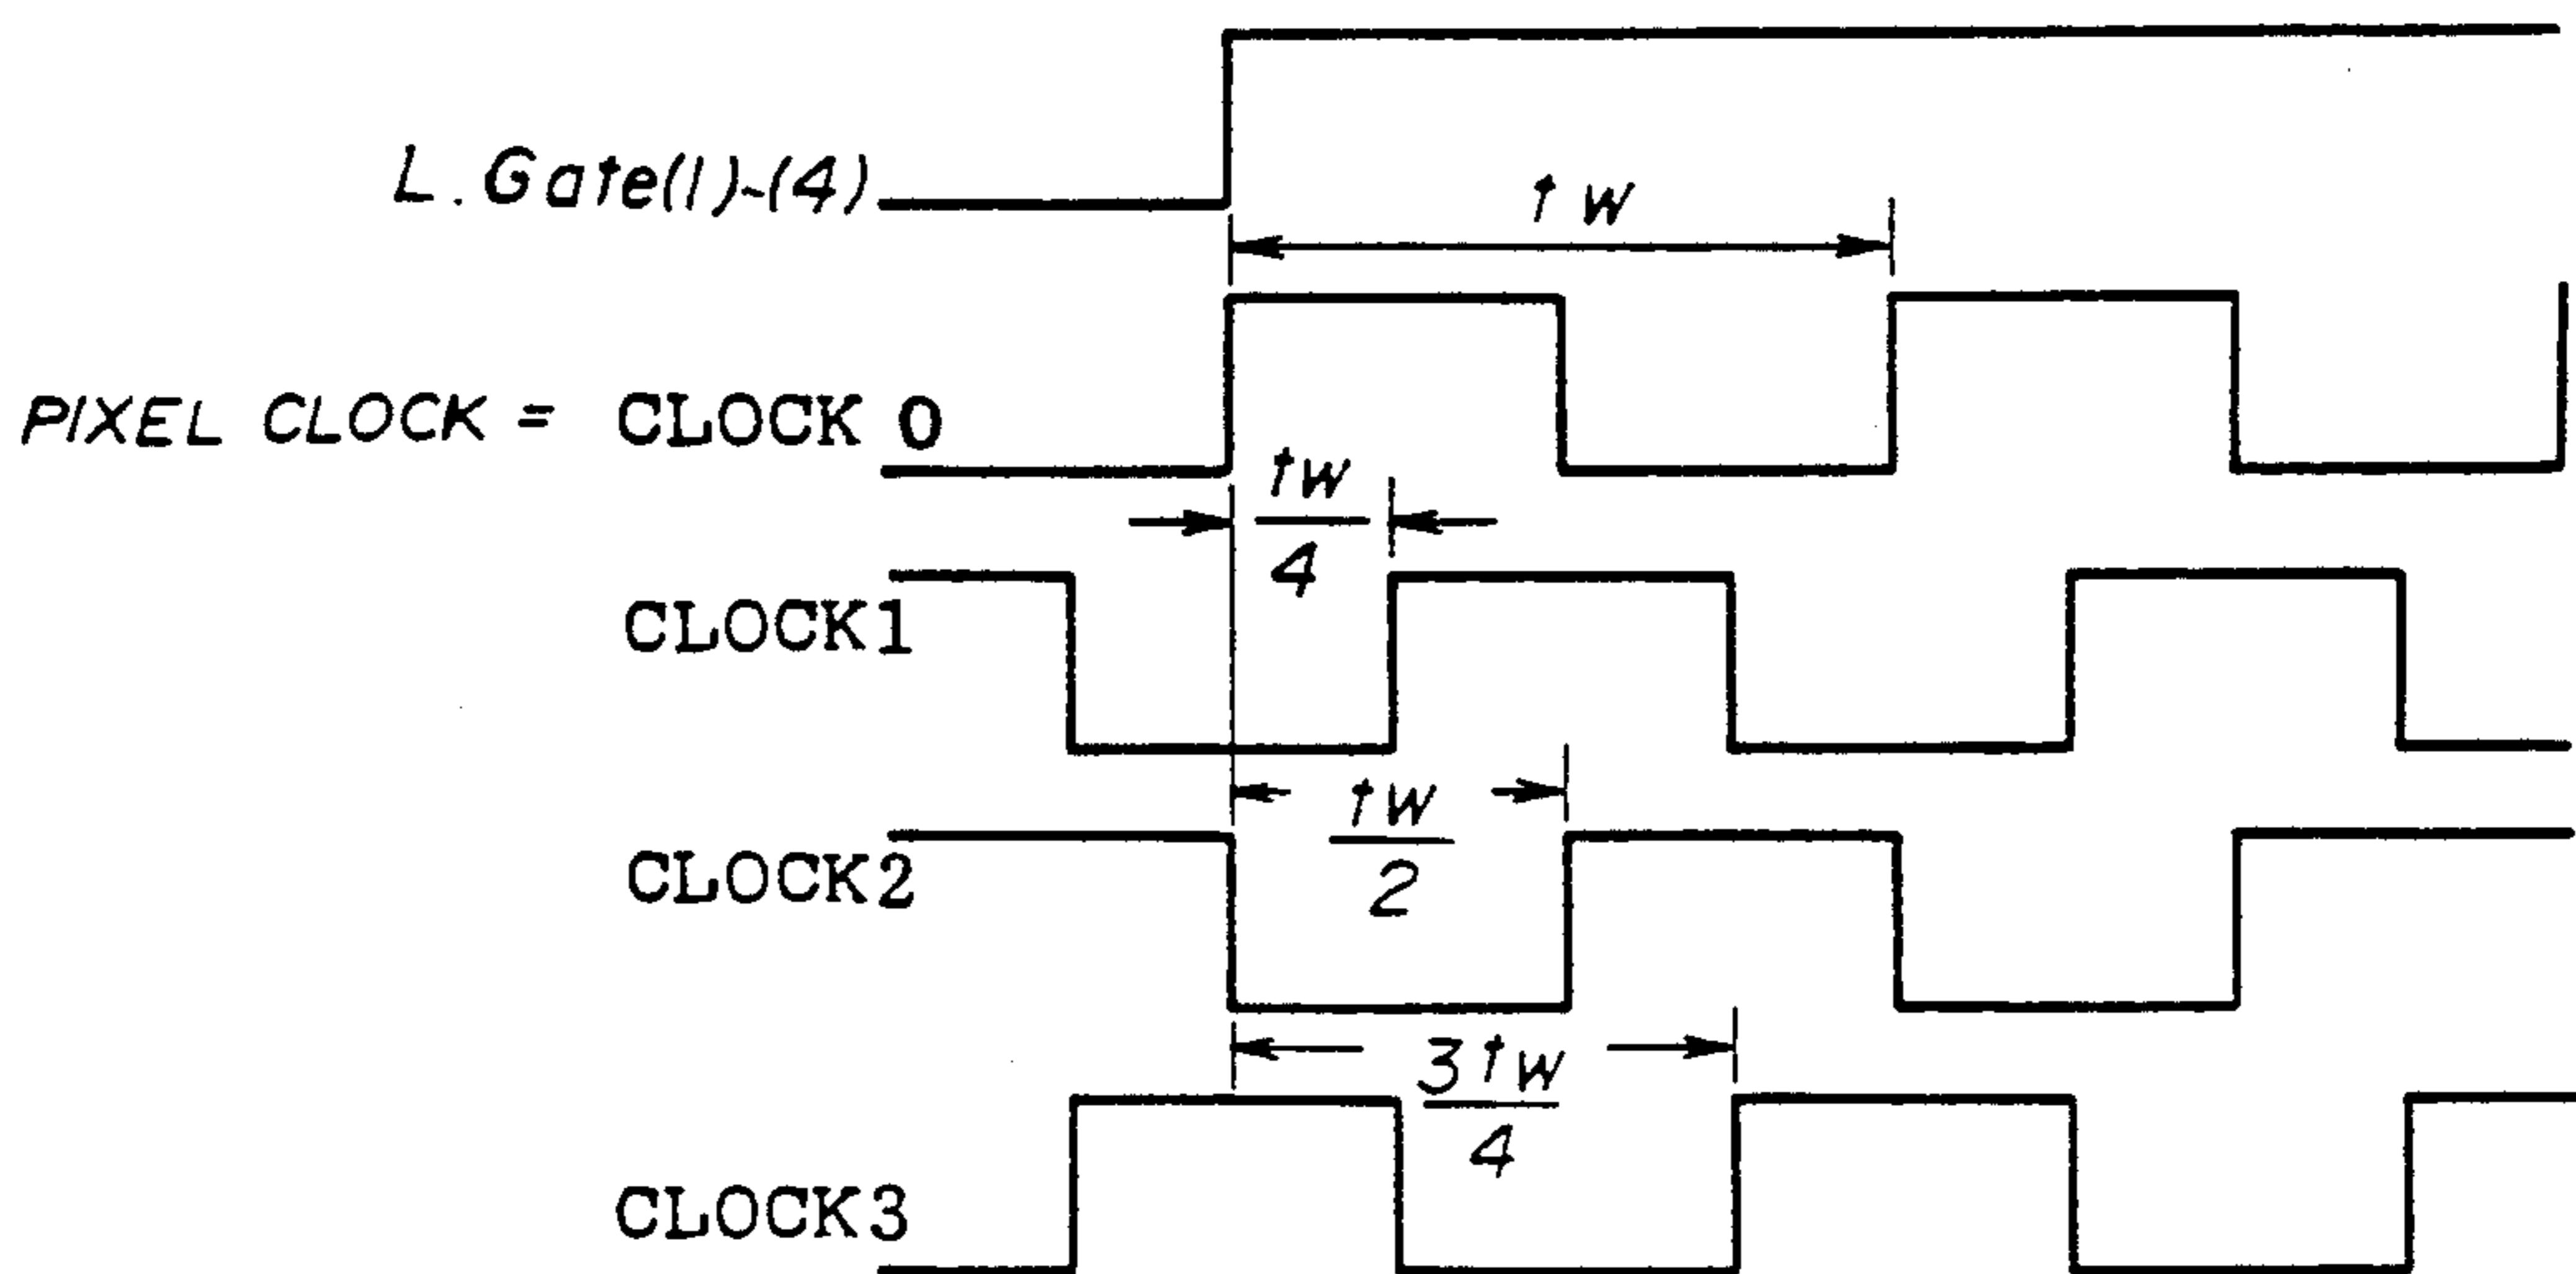 L.Gate(1)-(4)
tw
PIXEL CLOCK = CLOCK 0
tw
4
CLOCK1
tw
2
CLOCK2
3tw
4
CLOCK3